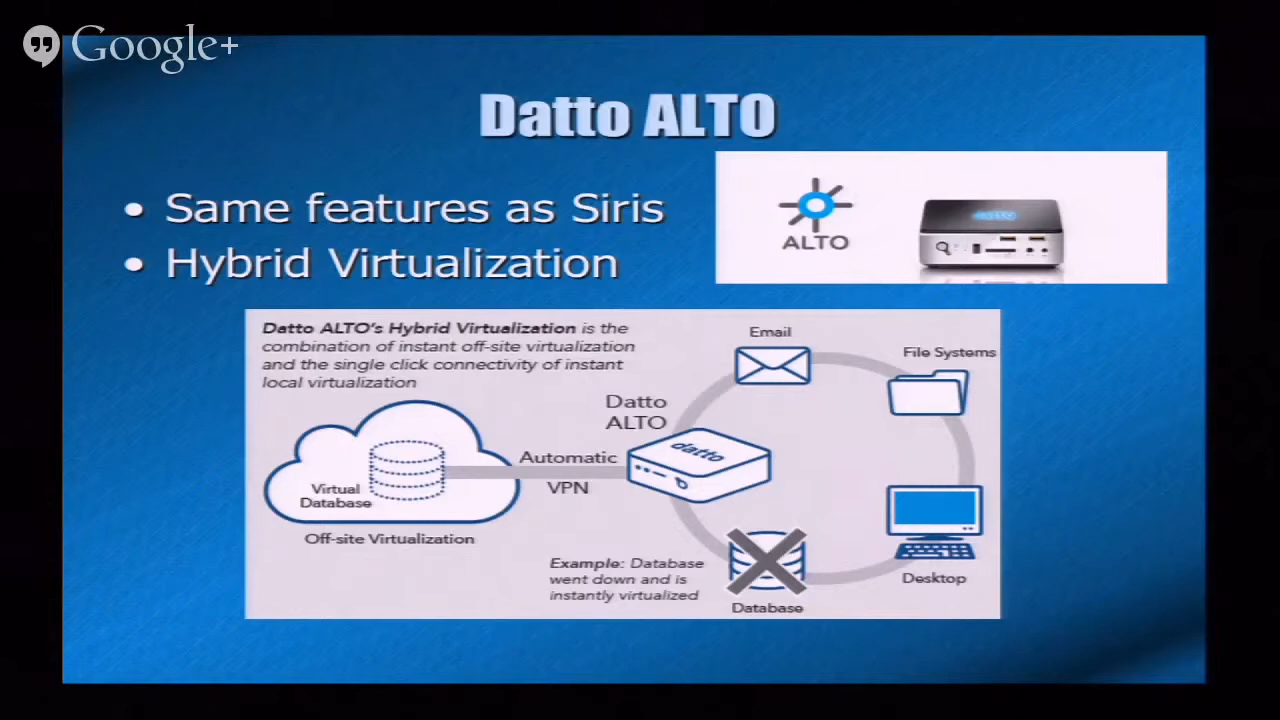 Google+
Datto ALTO
• Same features as Siris
• Hybrid Virtualization
ALTO
ALTO
Datto ALTO's Hybrid Virtualization is the
combination of instant off-site virtualization
and the single click connectivity of instant
local virtualization
Email
File Systems
Datto
ALTO
datto
Automatic
VPN
Virtual
Database
Off-site Virtualization
Example: Database
went down and is
instantly virtualized
Database
Desktop